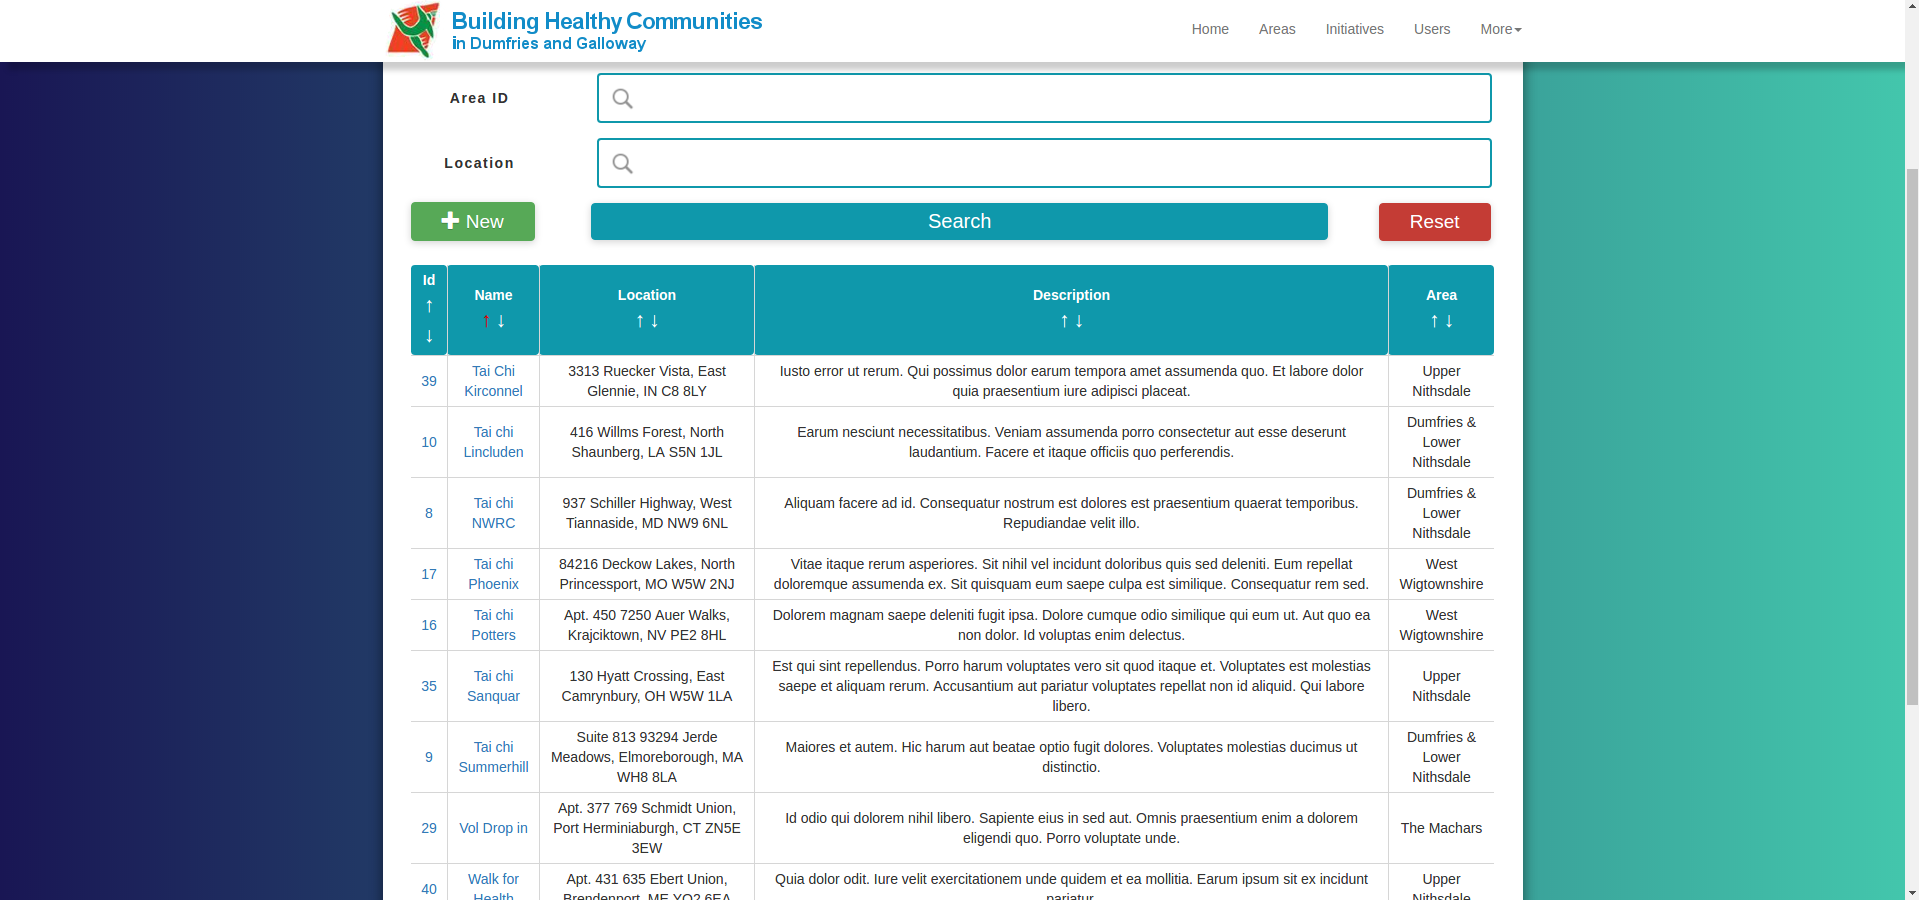 Building Healthy Communities
in Dumfries and Galloway
Home Areas Initiatives Users More
Area ID
Location
New Search Reset
Id
↑
↓
Name
↑ ↓
Location
↑ ↓
Description
↑ ↓
Area
↑ ↓
39
Tai Chi
Kirconnel
3313 Ruecker Vista, East
Glennie, IN C8 8LY
Iusto error ut rerum. Qui possimus dolor earum tempora amet assumenda quo. Et labore dolor
quia praesentium iure adipisci placeat.
Upper
Nithsdale
10
Tai chi
Lincluden
416 Willms Forest, North
Shaunberg, LA S5N 1JL
Earum nesciunt necessitatibus. Veniam assumenda porro consectetur aut esse deserunt
laudantium. Facere et itaque officiis quo perferendis.
Dumfries &
Lower
Nithsdale
8
Tai chi
NWRC
937 Schiller Highway, West
Tiannaside, MD NW9 6NL
Aliquam facere ad id. Consequatur nostrum est dolores est praesentium quaerat temporibus.
Repudiandae velit illo.
Dumfries &
Lower
Nithsdale
17
Tai chi
Phoenix
84216 Deckow Lakes, North
Princessport, MO W5W 2NJ
Vitae itaque rerum asperiores. Sit nihil vel incidunt doloribus quis sed deleniti. Eum repellat
doloremque assumenda ex. Sit quisquam eum saepe culpa est similique. Consequatur rem sed.
West
Wigtownshire
16
Tai chi
Potters
Apt. 450 7250 Auer Walks,
Krajciktown, NV PE2 8HL
Dolorem magnam saepe deleniti fugit ipsa. Dolore cumque odio similique qui eum ut. Aut quo ea
non dolor. Id voluptas enim delectus.
West
Wigtownshire
35
Tai chi
Sanquar
130 Hyatt Crossing, East
Camrynbury, OH W5W 1LA
Est qui sint repellendus. Porro harum voluptates vero sit quod itaque et. Voluptates est molestias
saepe et aliquam rerum. Accusantium aut pariatur voluptates repellat non id aliquid. Qui labore
libero.
Upper
Nithsdale
9
Tai chi
Summerhill
Suite 813 93294 Jerde
Meadows, Elmoreborough, MA
WH8 8LA
Maiores et autem. Hic harum aut beatae optio fugit dolores. Voluptates molestias ducimus ut
distinctio.
Dumfries &
Lower
Nithsdale
29
Vol Drop in
Apt. 377 769 Schmidt Union,
Port Herminiaburgh, CT ZN5E
3EW
Id odio qui dolorem nihil libero. Sapiente eius in sed aut. Omnis praesentium enim a dolorem
eligendi quo. Porro voluptate unde.
The Machars
40
Walk for
Health
Apt. 431 635 Ebert Union,
Brendenport, ME YO2 6EA
Quia dolor odit. Iure velit exercitationem unde quidem et ea mollitia. Earum ipsum sit ex incidunt
pariatur.
Upper
Nithsdale